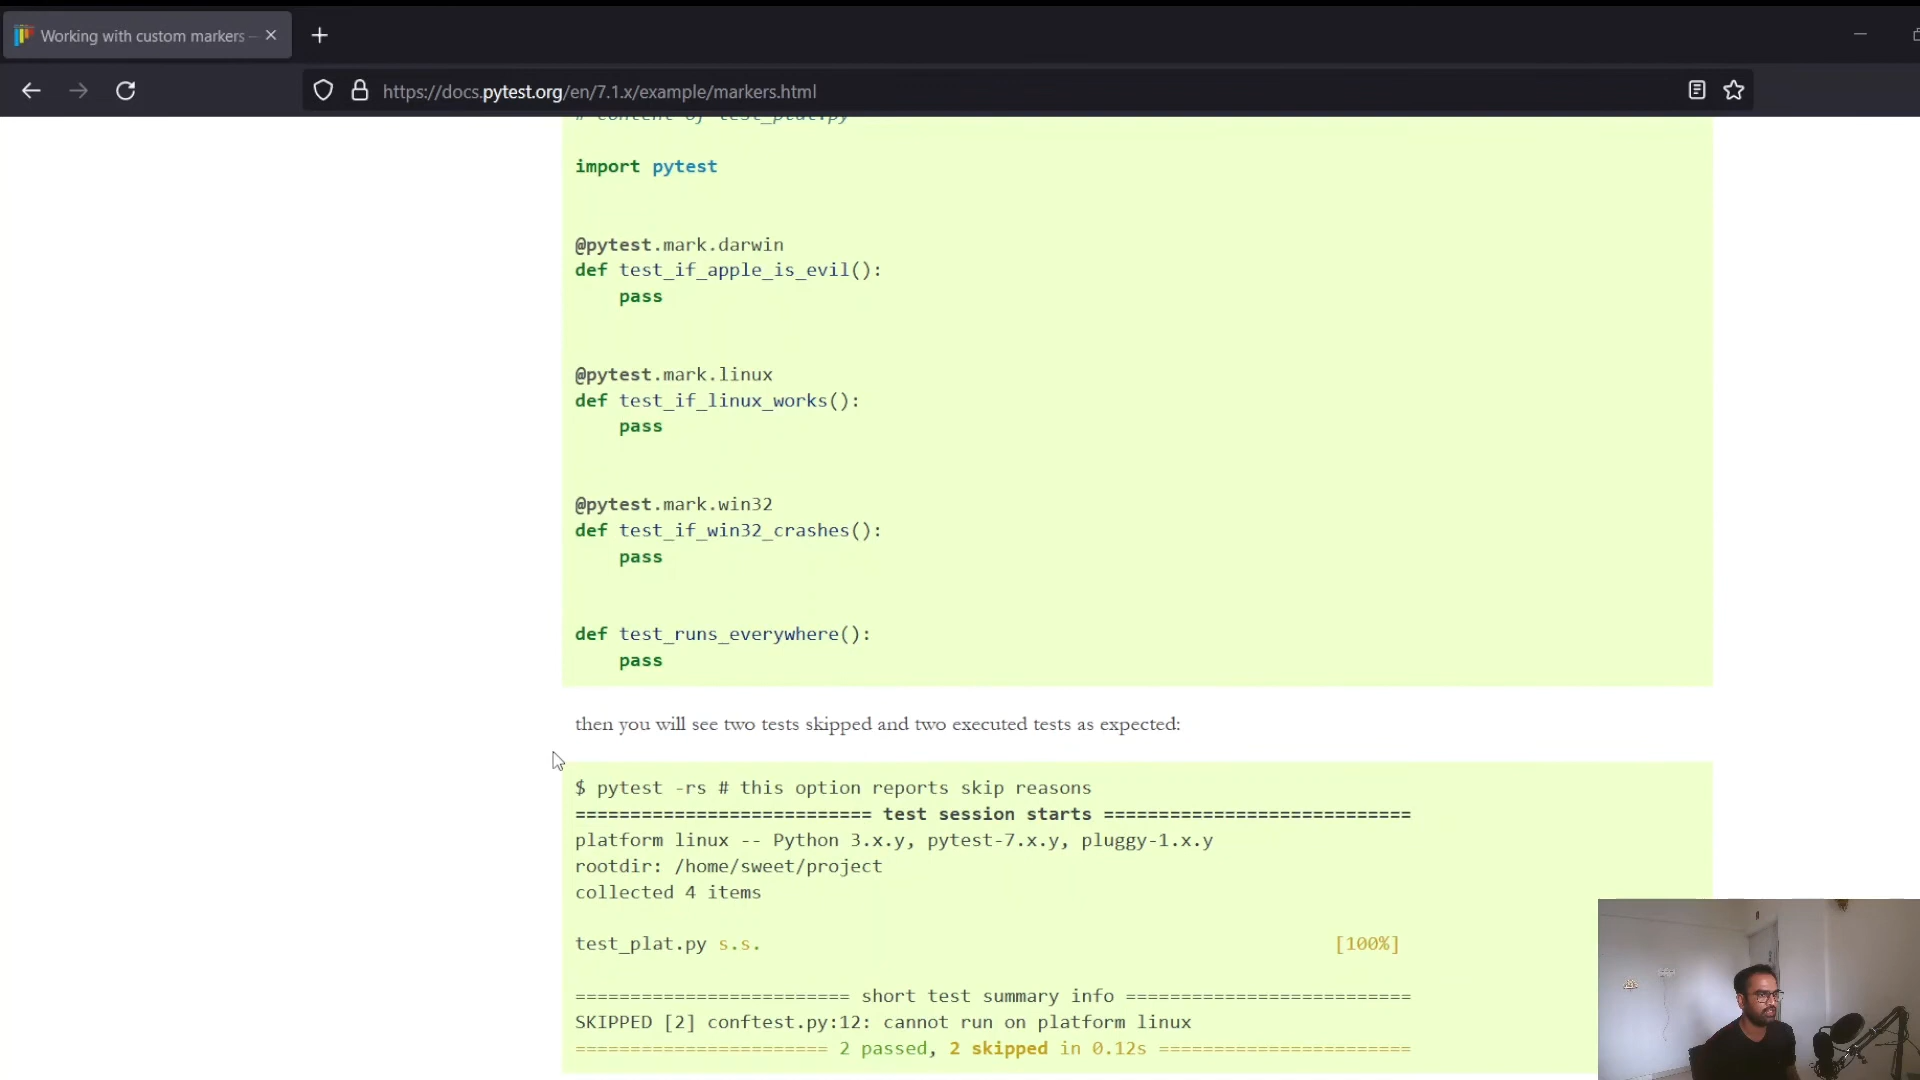 Working with custom markers –
https://docs.pytest.org/en/7.1.x/example/markers.html
# content of test_plat.py
import pytest
@pytest.mark.darwin
def test_if_apple_is_evil():
    pass
@pytest.mark.linux
def test_if_linux_works():
    pass
@pytest.mark.win32
def test_if_win32_crashes():
    pass
def test_runs_everywhere():
    pass
then you will see two tests skipped and two executed tests as expected:
$ pytest -rs # this option reports skip reasons
=========================== test session starts ============================
platform linux -- Python 3.x.y, pytest-7.x.y, pluggy-1.x.y
rootdir: /home/sweet/project
collected 4 items
test_plat.py s.s. [100%]
========================= short test summary info ==========================
SKIPPED [2] conftest.py:12: cannot run on platform linux
======================= 2 passed, 2 skipped in 0.12s =======================